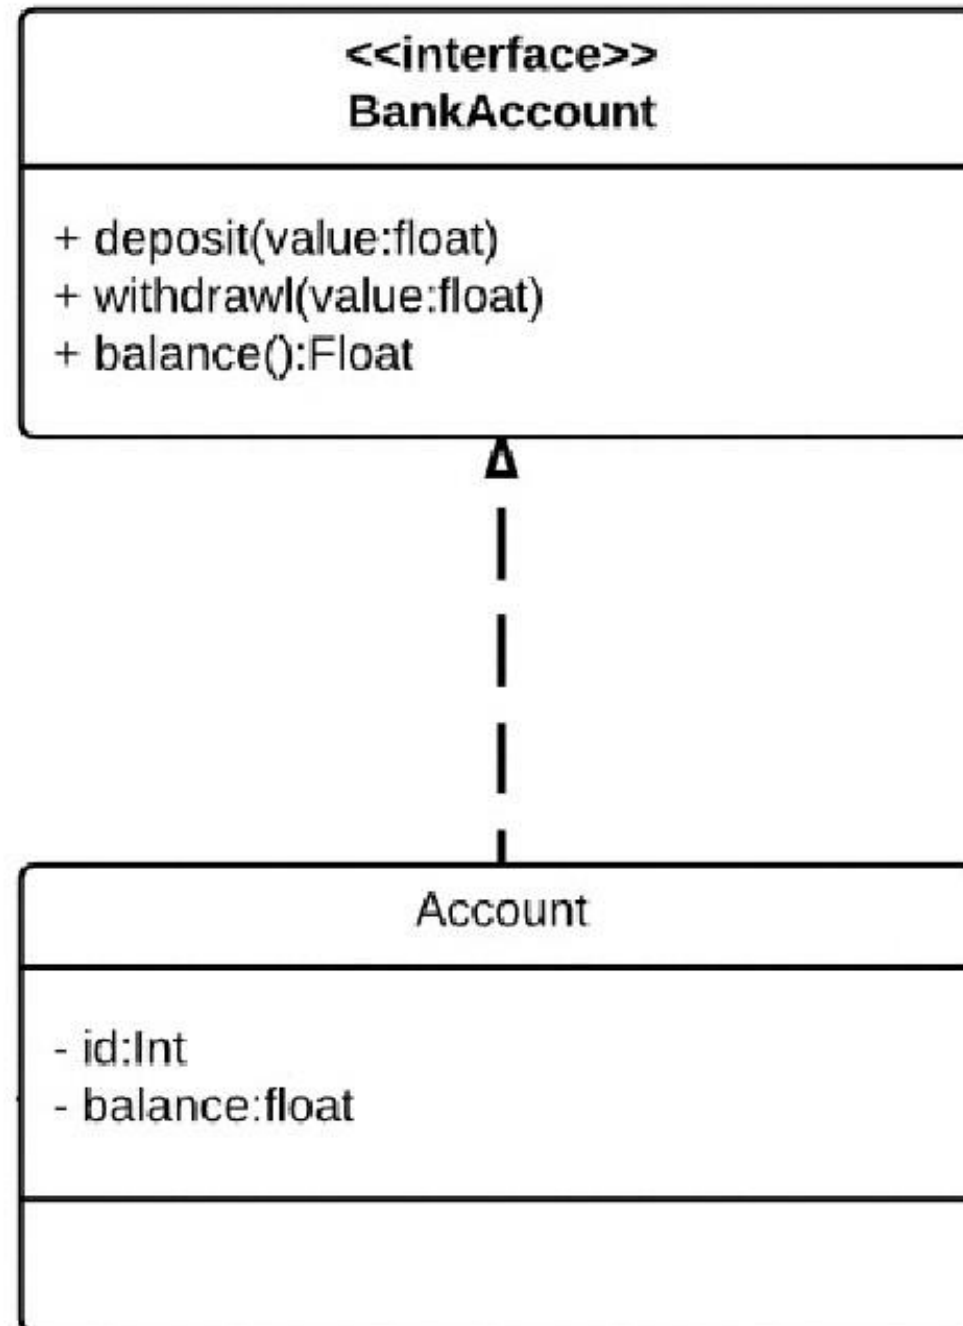 <<interface>>
BankAccount
+ deposit(value:float)
+ withdrawl(value:float)
+ balance():Float
Account
- id:Int
- balance:float